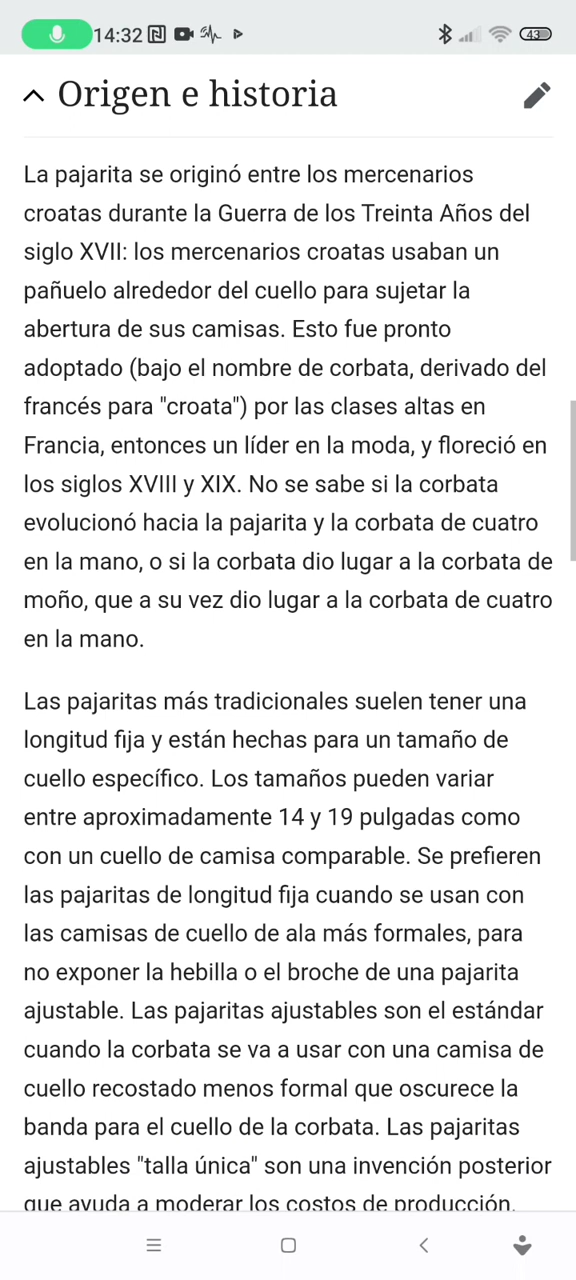 14:32
43
Origen e historia
La pajarita se originó entre los mercenarios
croatas durante la Guerra de los Treinta Años del
siglo XVII: los mercenarios croatas usaban un
pañuelo alrededor del cuello para sujetar la
abertura de sus camisas. Esto fue pronto
adoptado (bajo el nombre de corbata, derivado del
francés para "croata") por las clases altas en
Francia, entonces un líder en la moda, y floreció en
los siglos XVIII y XIX. No se sabe si la corbata
evolucionó hacia la pajarita y la corbata de cuatro
en la mano, o si la corbata dio lugar a la corbata de
moño, que a su vez dio lugar a la corbata de cuatro
en la mano.
Las pajaritas más tradicionales suelen tener una
longitud fija y están hechas para un tamaño de
cuello específico. Los tamaños pueden variar
entre aproximadamente 14 y 19 pulgadas como
con un cuello de camisa comparable. Se prefieren
las pajaritas de longitud fija cuando se usan con
las camisas de cuello de ala más formales, para
no exponer la hebilla o el broche de una pajarita
ajustable. Las pajaritas ajustables son el estándar
cuando la corbata se va a usar con una camisa de
cuello recostado menos formal que oscurece la
banda para el cuello de la corbata. Las pajaritas
ajustables "talla única" son una invención posterior
que ayuda a moderar los costos de producción.